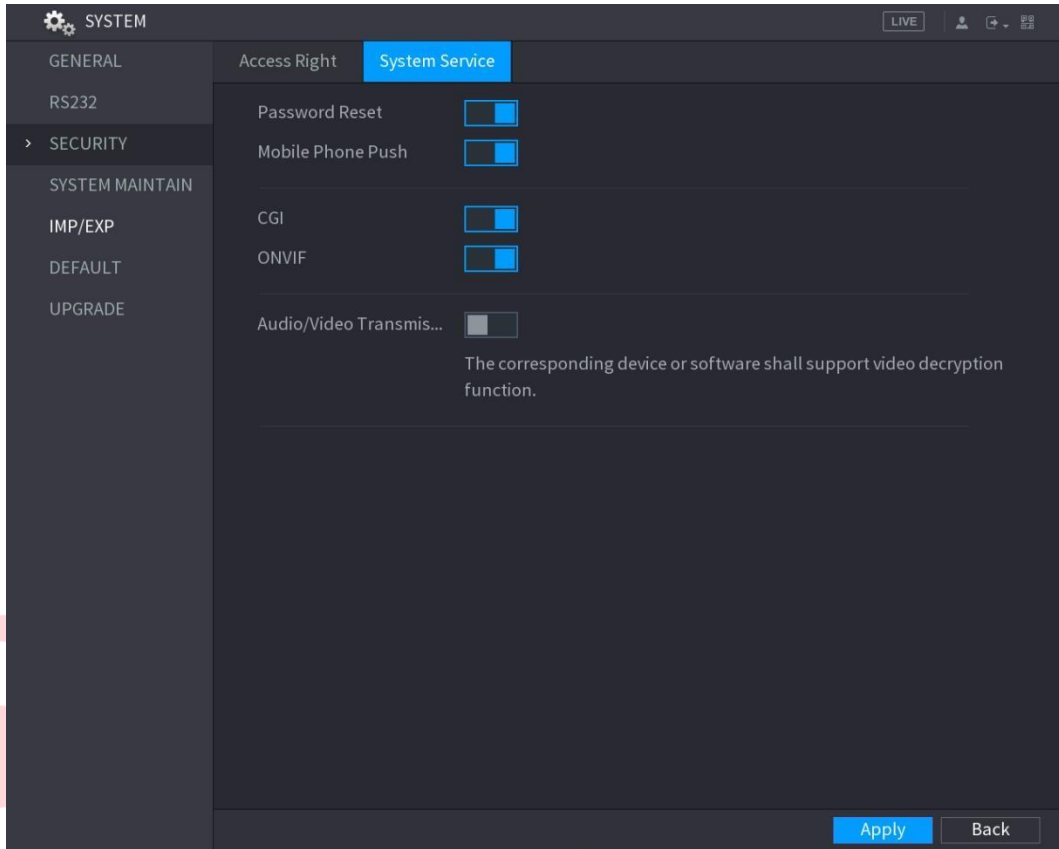 SYSTEM
LIVE
GENERAL
RS232
SECURITY
SYSTEM MAINTAIN
IMP/EXP
DEFAULT
UPGRADE
Access Right
System Service
Password Reset
Mobile Phone Push
CGI
ONVIF
Audio/Video Transmis...
The corresponding device or software shall support video decryption
function.
Apply
Back